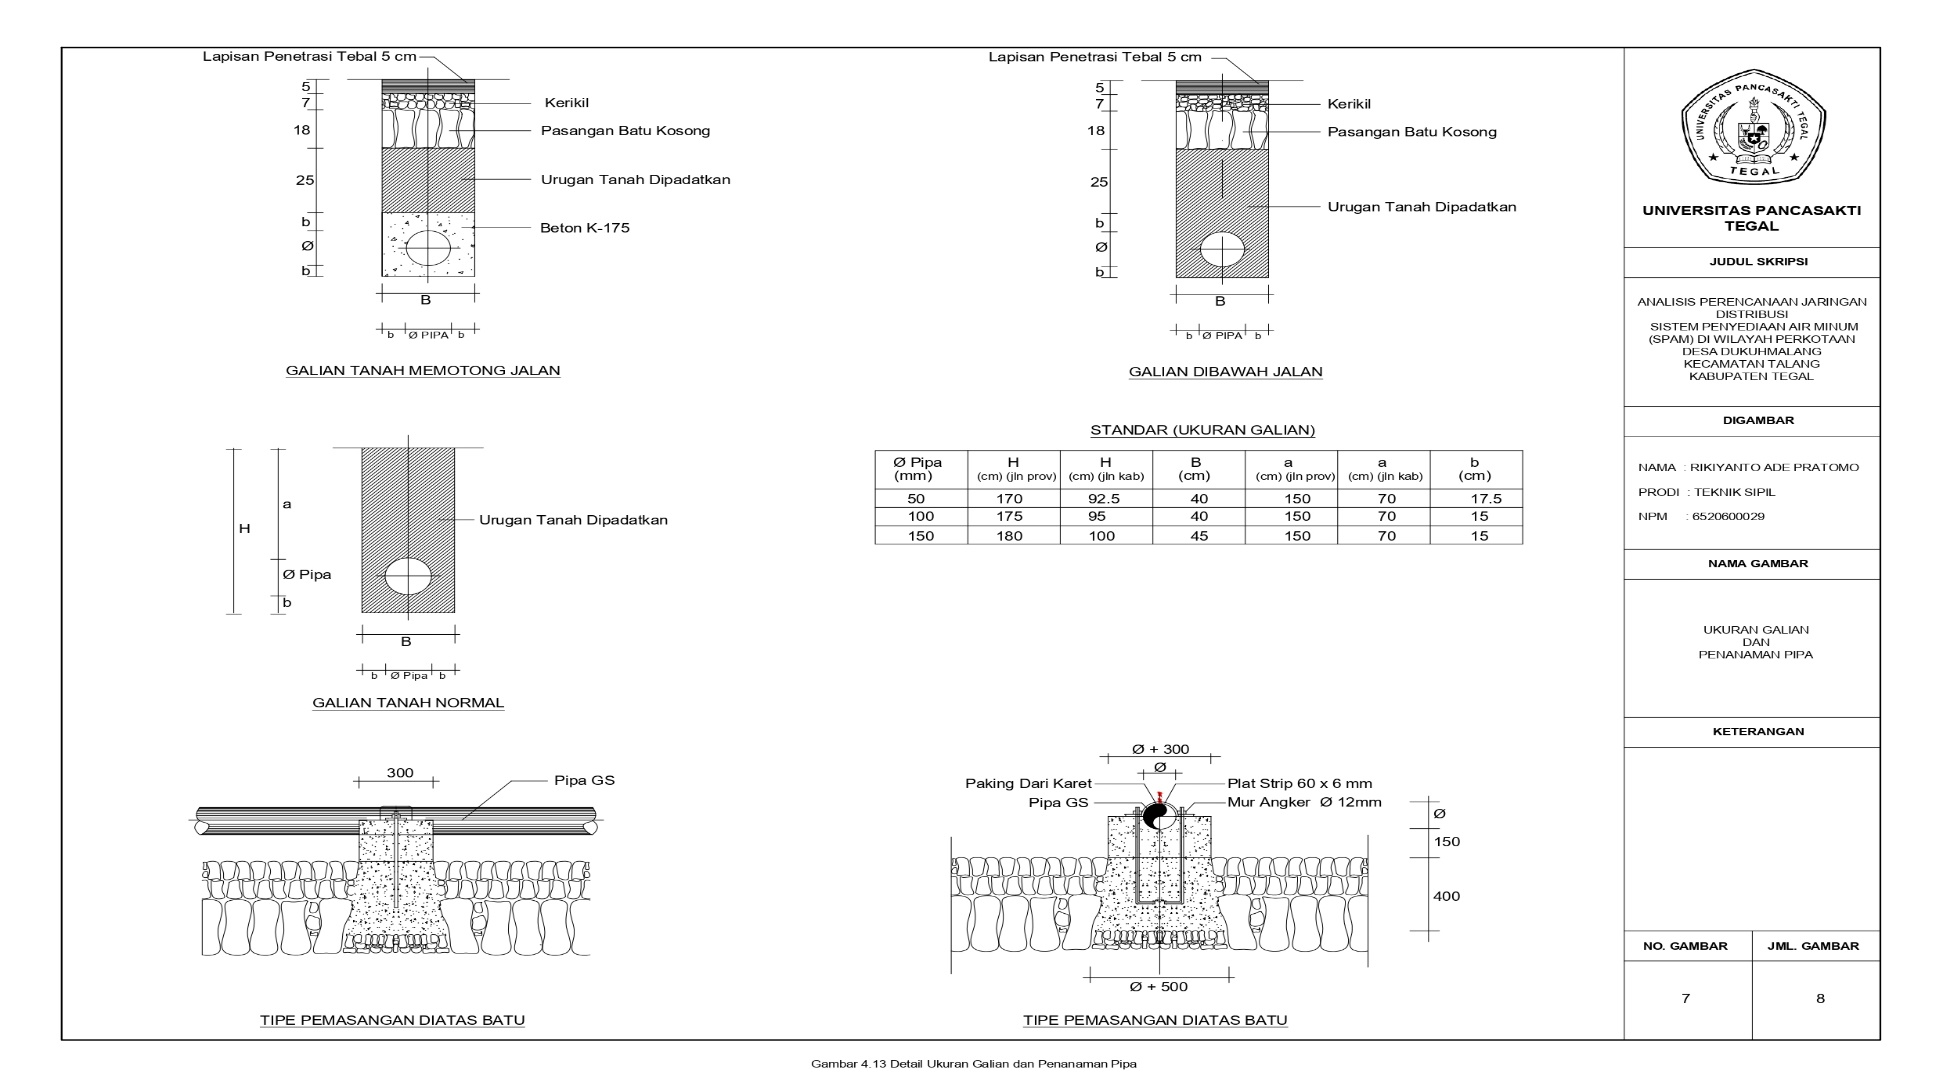 Lapisan Penetrasi Tebal 5 cm
5
7
18
25
b
Ø
b
Kerikil
Pasangan Batu Kosong
Urugan Tanah Dipadatkan
Beton K-175
B
b Ø PIPA b
GALIAN TANAH MEMOTONG JALAN
Lapisan Penetrasi Tebal 5 cm
5
7
18
25
b
Ø
b
Kerikil
Pasangan Batu Kosong
Urugan Tanah Dipadatkan
B
b Ø PIPA b
GALIAN DIBAWAH JALAN
H
a
Ø Pipa
b
Urugan Tanah Dipadatkan
B
b Ø Pipa b
GALIAN TANAH NORMAL
STANDAR (UKURAN GALIAN)
Ø Pipa H H B a a b
(mm) (cm) (jln prov) (cm) (jln kab) (cm) (cm) (jln prov) (cm) (jln kab) (cm)
50 170 92.5 40 150 70 17.5
100 175 95 40 150 70 15
150 180 100 45 150 70 15
300
Pipa GS
TIPE PEMASANGAN DIATAS BATU
Ø + 300
Ø
Paking Dari Karet
Pipa GS
Plat Strip 60 x 6 mm
Mur Angker Ø 12mm
Ø
150
400
Ø + 500
TIPE PEMASANGAN DIATAS BATU
UNIVERSITAS PANCASAKTI TEGAL
TEGAL
UNIVERSITAS PANCASAKTI
TEGAL
JUDUL SKRIPSI
ANALISIS PERENCANAAN JARINGAN
DISTRIBUSI
SISTEM PENYEDIAAN AIR MINUM
(SPAM) DI WILAYAH PERKOTAAN
DESA DUKUHMALANG
KECAMATAN TALANG
KABUPATEN TEGAL
DIGAMBAR
NAMA : RIKIYANTO ADE PRATOMO
PRODI : TEKNIK SIPIL
NPM : 6520600029
NAMA GAMBAR
UKURAN GALIAN
DAN
PENANAMAN PIPA
KETERANGAN
NO. GAMBAR JML. GAMBAR
7 8
Gambar 4.13 Detail Ukuran Galian dan Penanaman Pipa